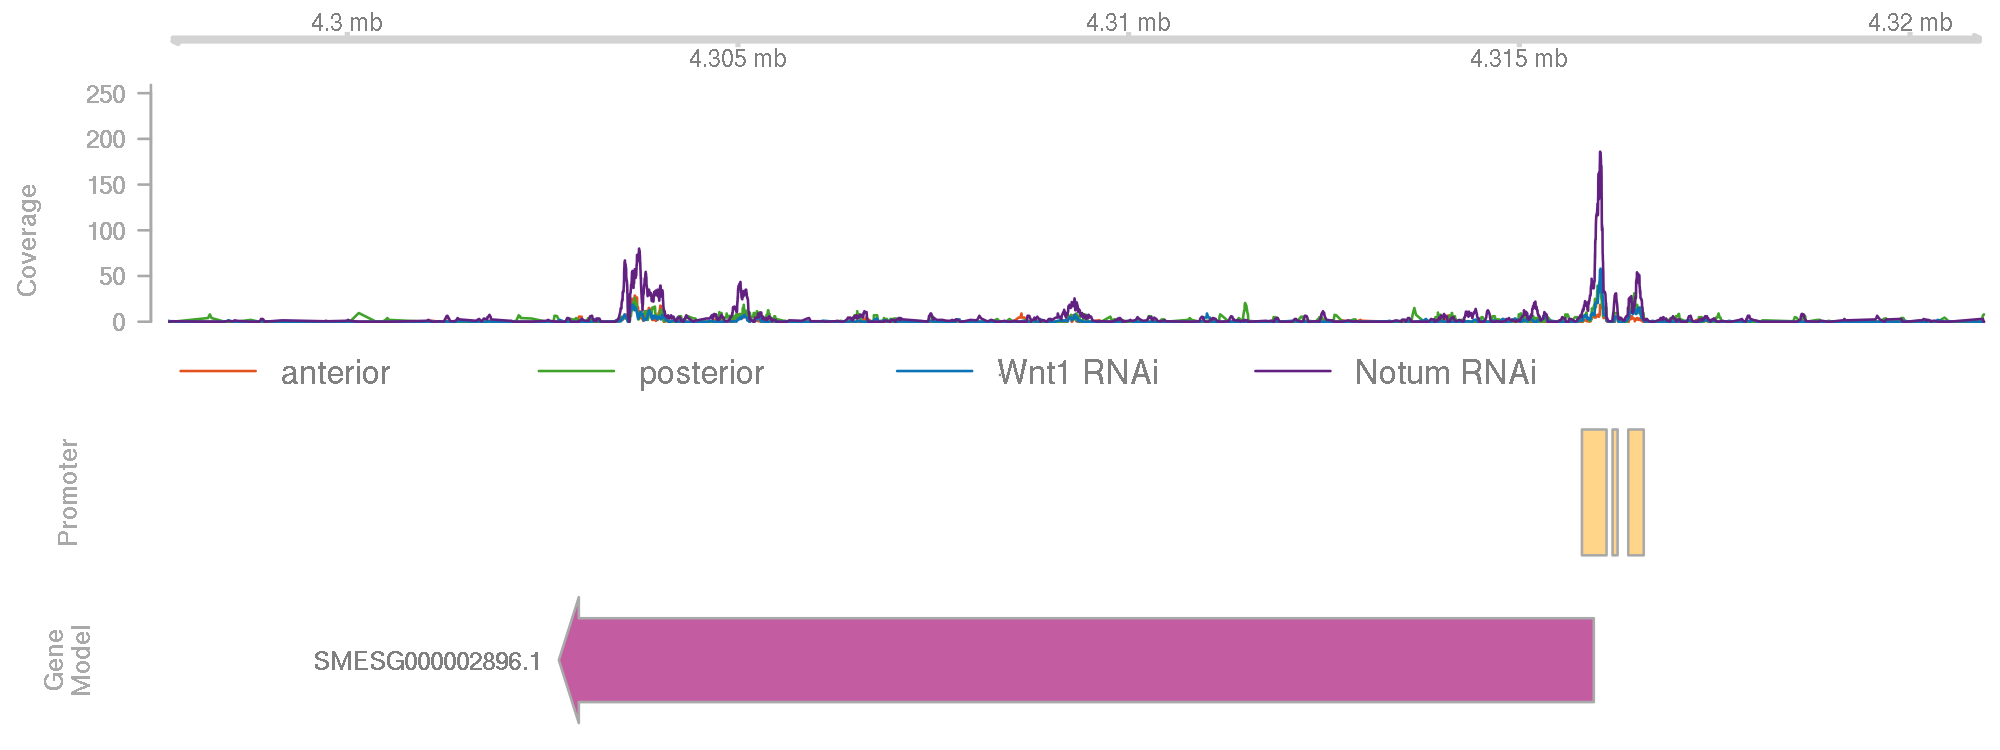 4.3 mb 4.31 mb 4.32 mb
4.305 mb 4.315 mb
250
200
150
100
50
0
Coverage
anterior posterior Wnt1 RNAi Notum RNAi
Promoter
Gene
Model
SMESG000002896.1